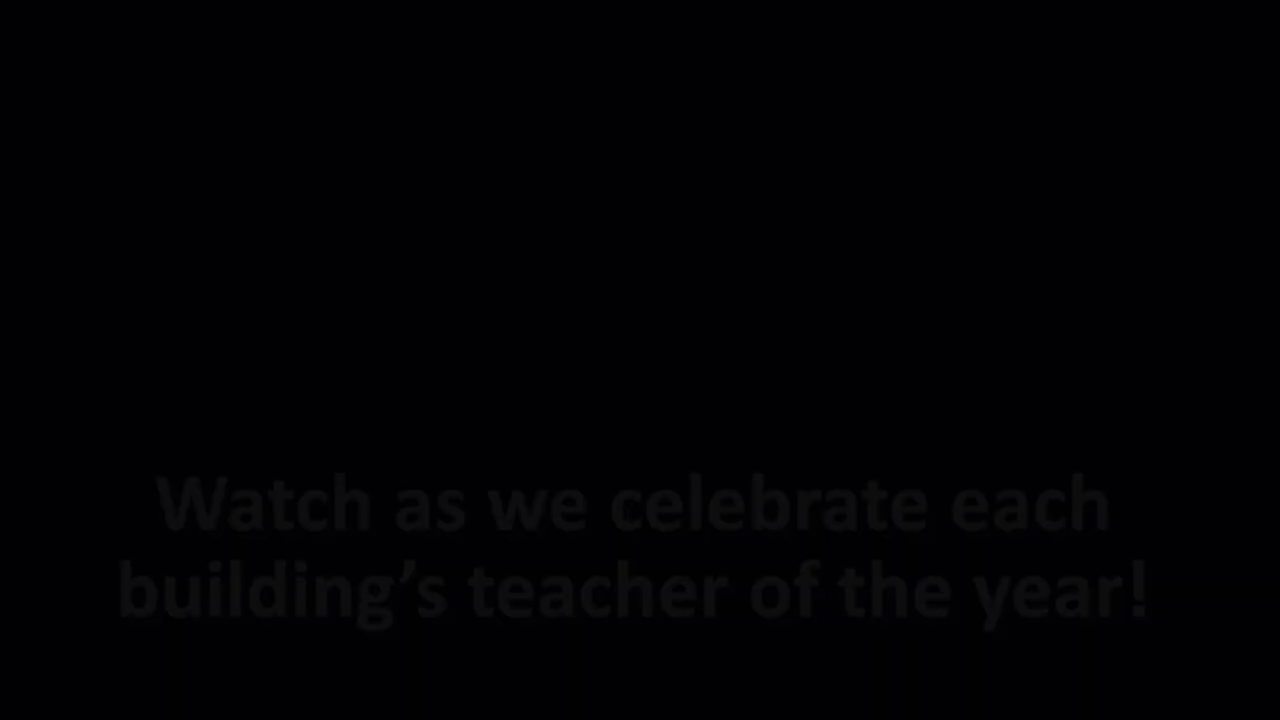 Watch as we celebrate each
building’s teacher of the year!